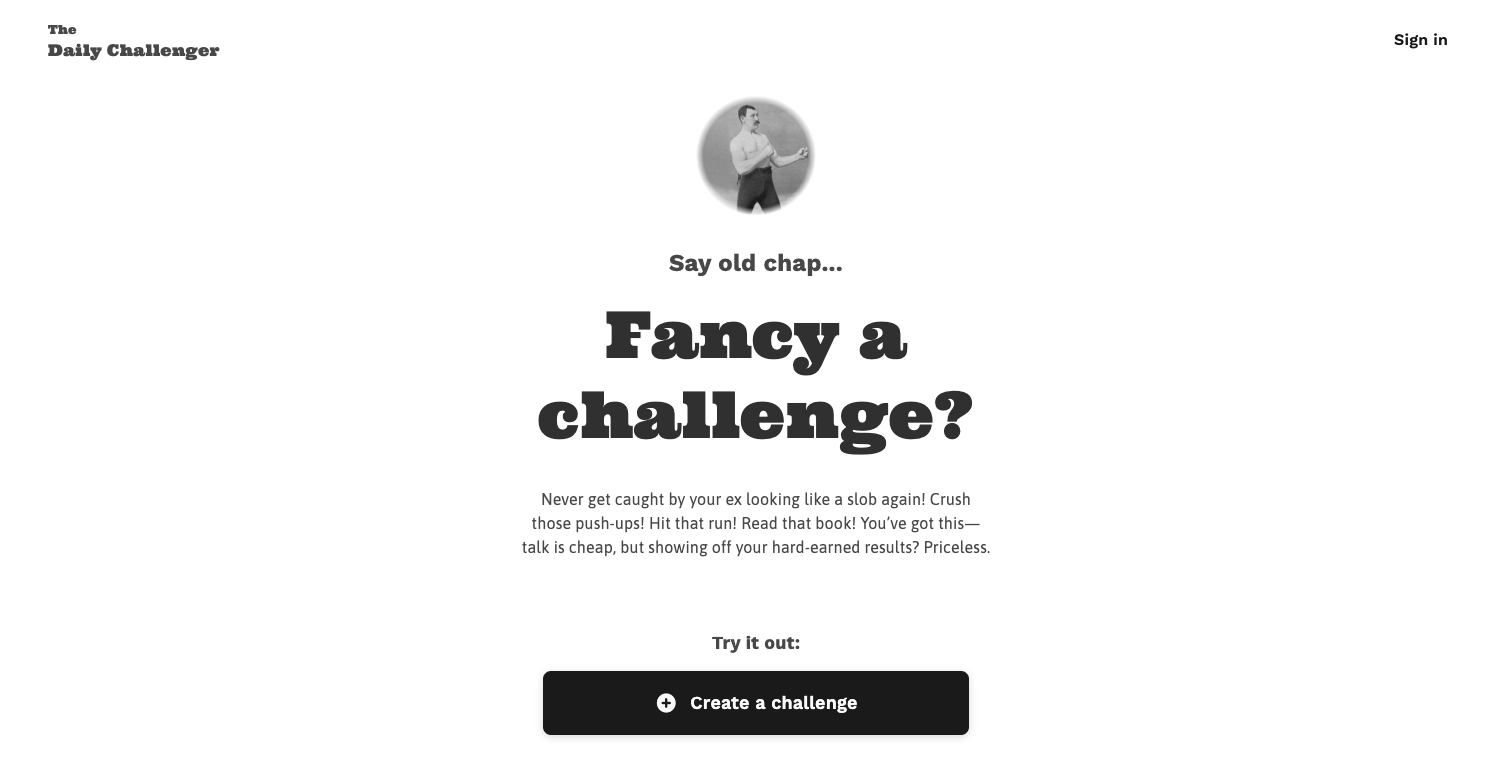 The
Daily Challenger
Sign in
Say old chap...
Fancy a
challenge?
Never get caught by your ex looking like a slob again! Crush
those push-ups! Hit that run! Read that book! You’ve got this—
talk is cheap, but showing off your hard-earned results? Priceless.
Try it out:
Create a challenge